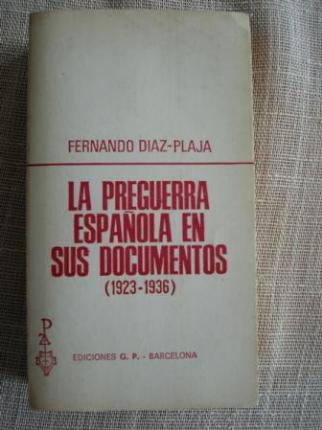 FERNANDO DIAZ-PLAJA
LA PREGUERRA
ESPAÑOLA EN
SUS DOCUMENTOS
(1923-1936)
EDICIONES G. P. - BARCELONA